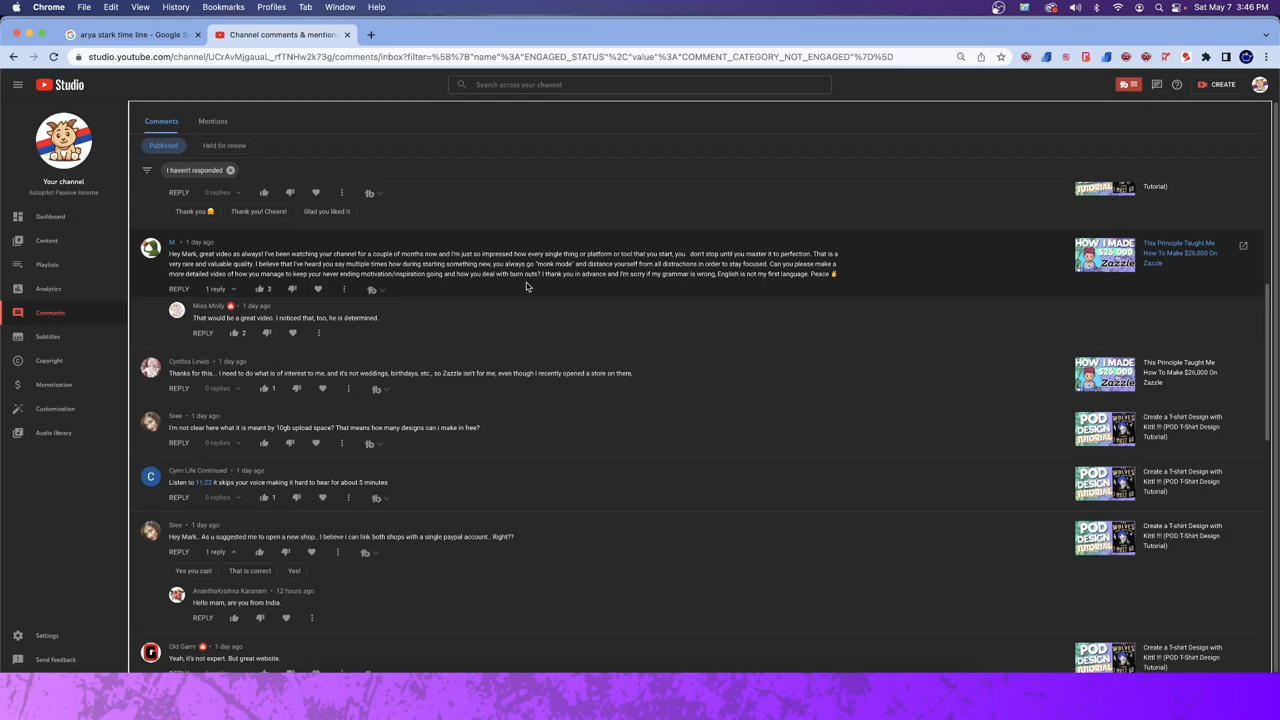 Chrome File Edit View History Bookmarks Profiles Tab Window Help Sat May 7 3:46 PM
arya stark time line - Google S Channel comments & mentions
studio.youtube.com/channel/UCrAvMjgauaL_rfTNHw2k73g/comments/inbox?filter=%5B%7B"name"%3A"ENGAGED_STATUS"%2C"value"%3A"COMMENT_CATEGORY_NOT_ENGAGED"%7D%5D
Studio Search across your channel CREATE
Comments Mentions
Published Held for review
I haven't responded
Your channel
Autopilot Passive Income
Dashboard
Content
Playlists
Analytics
Comments
Subtitles
Copyright
Monetization
Customization
Audio library
Settings
Send feedback
Tutorial)
REPLY 0 replies
Thank you 😊 Thank you! Cheers! Glad you liked it
M. • 1 day ago
Hey Mark, great video as always! I've been watching your channel for a couple of months now and I'm just so impressed how every single thing or platform or tool that you start, you don't stop until you master it to perfection. That is a
very rare and valuable quality. I believe that I've heard you say multiple times how during starting something new, you always go "monk mode" and distance yourself from all distractions in order to stay focused. Can you please make a
more detailed video of how you manage to keep your never ending motivation/inspiration going and how you deal with burn outs? I thank you in advance and I'm sorry if my grammar is wrong, English is not my first language. Peace ✌
REPLY 1 reply 3
This Principle Taught Me
How To Make $26,000 On
Zazzle
HOW I MADE
$26,000
Zazzle
Miss Molly • 1 day ago
That would be a great video. I noticed that, too, he is determined.
REPLY 2
Cynthia Lewis • 1 day ago
Thanks for this... I need to do what is of interest to me, and it's not weddings, birthdays, etc., so Zazzle isn't for me, even though I recently opened a store on there,
REPLY 0 replies 1
HOW I MADE
$26,000
Zazzle
This Principle Taught Me
How To Make $26,000 On
Zazzle
Sree • 1 day ago
I'm not clear here what it is meant by 10gb upload space? That means how many designs can i make in free?
REPLY 0 replies
POD
DESIGN
TUTORIAL
Create a T-shirt Design with
Kittl !!! (POD T-Shirt Design
Tutorial)
C
Cynn Life Continued • 1 day ago
Listen to 11:22 it skips your voice making it hard to hear for about 5 minutes
REPLY 0 replies 1
POD
DESIGN
TUTORIAL
Create a T-shirt Design with
Kittl !!! (POD T-Shirt Design
Tutorial)
Sree • 1 day ago
Hey Mark.. As u suggested me to open a new shop.. I believe i can link both shops with a single paypal account.. Right??
REPLY 1 reply
Yes you can! That is correct Yes!
POD
DESIGN
TUTORIAL
Create a T-shirt Design with
Kittl !!! (POD T-Shirt Design
Tutorial)
AnanthaKrishna Karanam • 12 hours ago
Hello mam, are you from India.
REPLY
Old Gamr • 1 day ago
Yeah, it's not expert. But great website.
POD
DESIGN
TUTORIAL
Create a T-shirt Design with
Kittl !!! (POD T-Shirt Design
Tutorial)